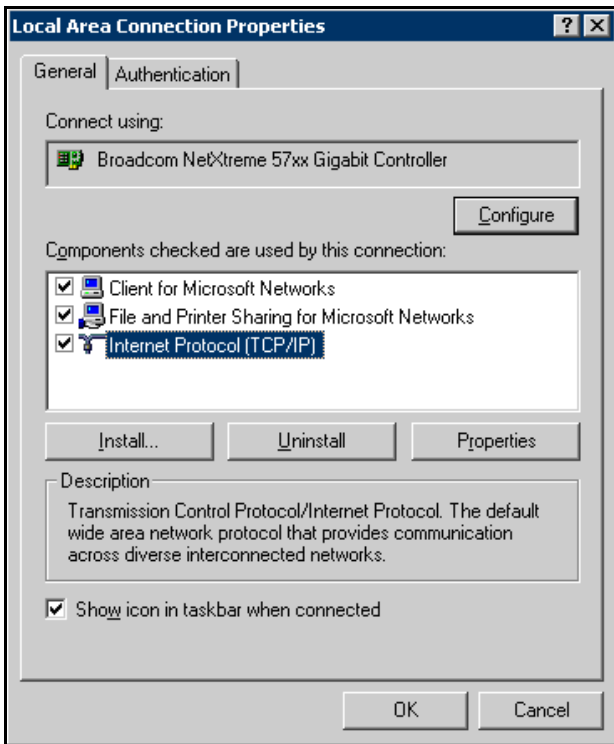 Local Area Connection Properties
General
Authentication
Connect using:
Broadcom NetXtreme 57xx Gigabit Controller
Configure
Components checked are used by this connection:
Client for Microsoft Networks
File and Printer Sharing for Microsoft Networks
Internet Protocol (TCP/IP)
Install...
Uninstall
Properties
Description
Transmission Control Protocol/Internet Protocol. The default
wide area network protocol that provides communication
across diverse interconnected networks.
Show icon in taskbar when connected
OK
Cancel